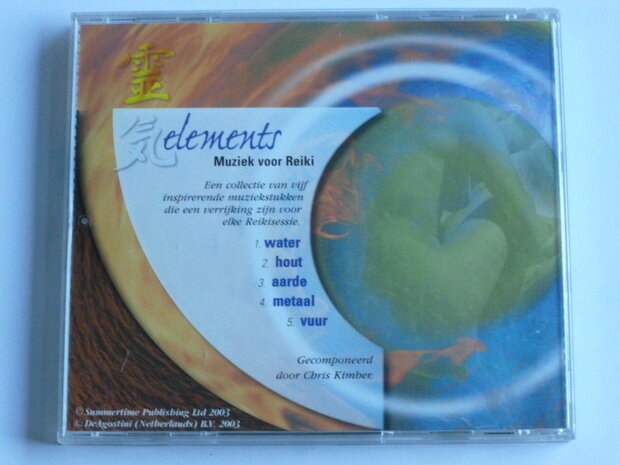 霊
気 elements
Muziek voor Reiki
Een collectie van vijf
inspirerende muziekstukken
die een verrijking zijn voor
elke Reikisessie.
1. water
2. hout
3. aarde
4. metaal
5. vuur
Gecomponeerd
door Chris Kimber.
© Summertime Publishing Ltd 2003
© DeAgostini (Netherlands) B.V. 2003